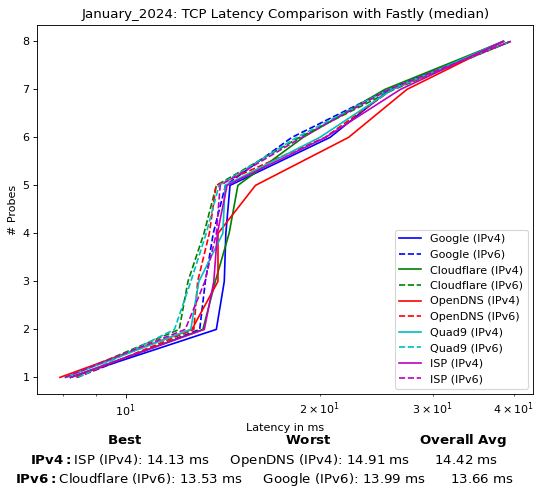 January_2024: TCP Latency Comparison with Fastly (median)
8
7
6
5
4
3
2
1
# Probes
Google (IPv4)
Google (IPv6)
Cloudflare (IPv4)
Cloudflare (IPv6)
OpenDNS (IPv4)
OpenDNS (IPv6)
Quad9 (IPv4)
Quad9 (IPv6)
ISP (IPv4)
ISP (IPv6)
10¹ 2 × 10¹ 3 × 10¹ 4 × 10¹
Latency in ms
Best Worst Overall Avg
IPv4: ISP (IPv4): 14.13 ms OpenDNS (IPv4): 14.91 ms 14.42 ms
IPv6: Cloudflare (IPv6): 13.53 ms Google (IPv6): 13.99 ms 13.66 ms